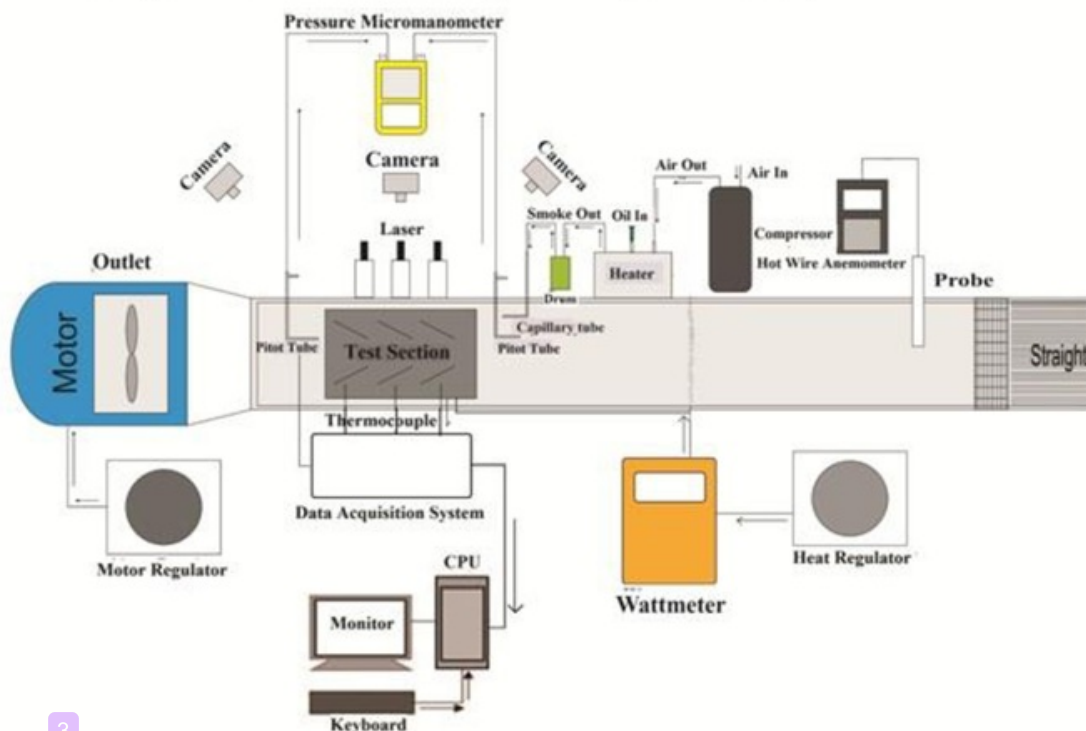 Pressure Micromanometer
Camera
Camera
Camera
Air Out
Air In
Smoke Out
Oil In
Laser
Compressor
Outlet
Heater
Hot Wire Anemometer
Probe
Drum
Capillary tube
Motor
Pitot Tube
Test Section
Pitot Tube
Straight
Thermocouple
Data Acquisition System
Motor Regulator
CPU
Heat Regulator
Wattmeter
Monitor
Keyboard
3